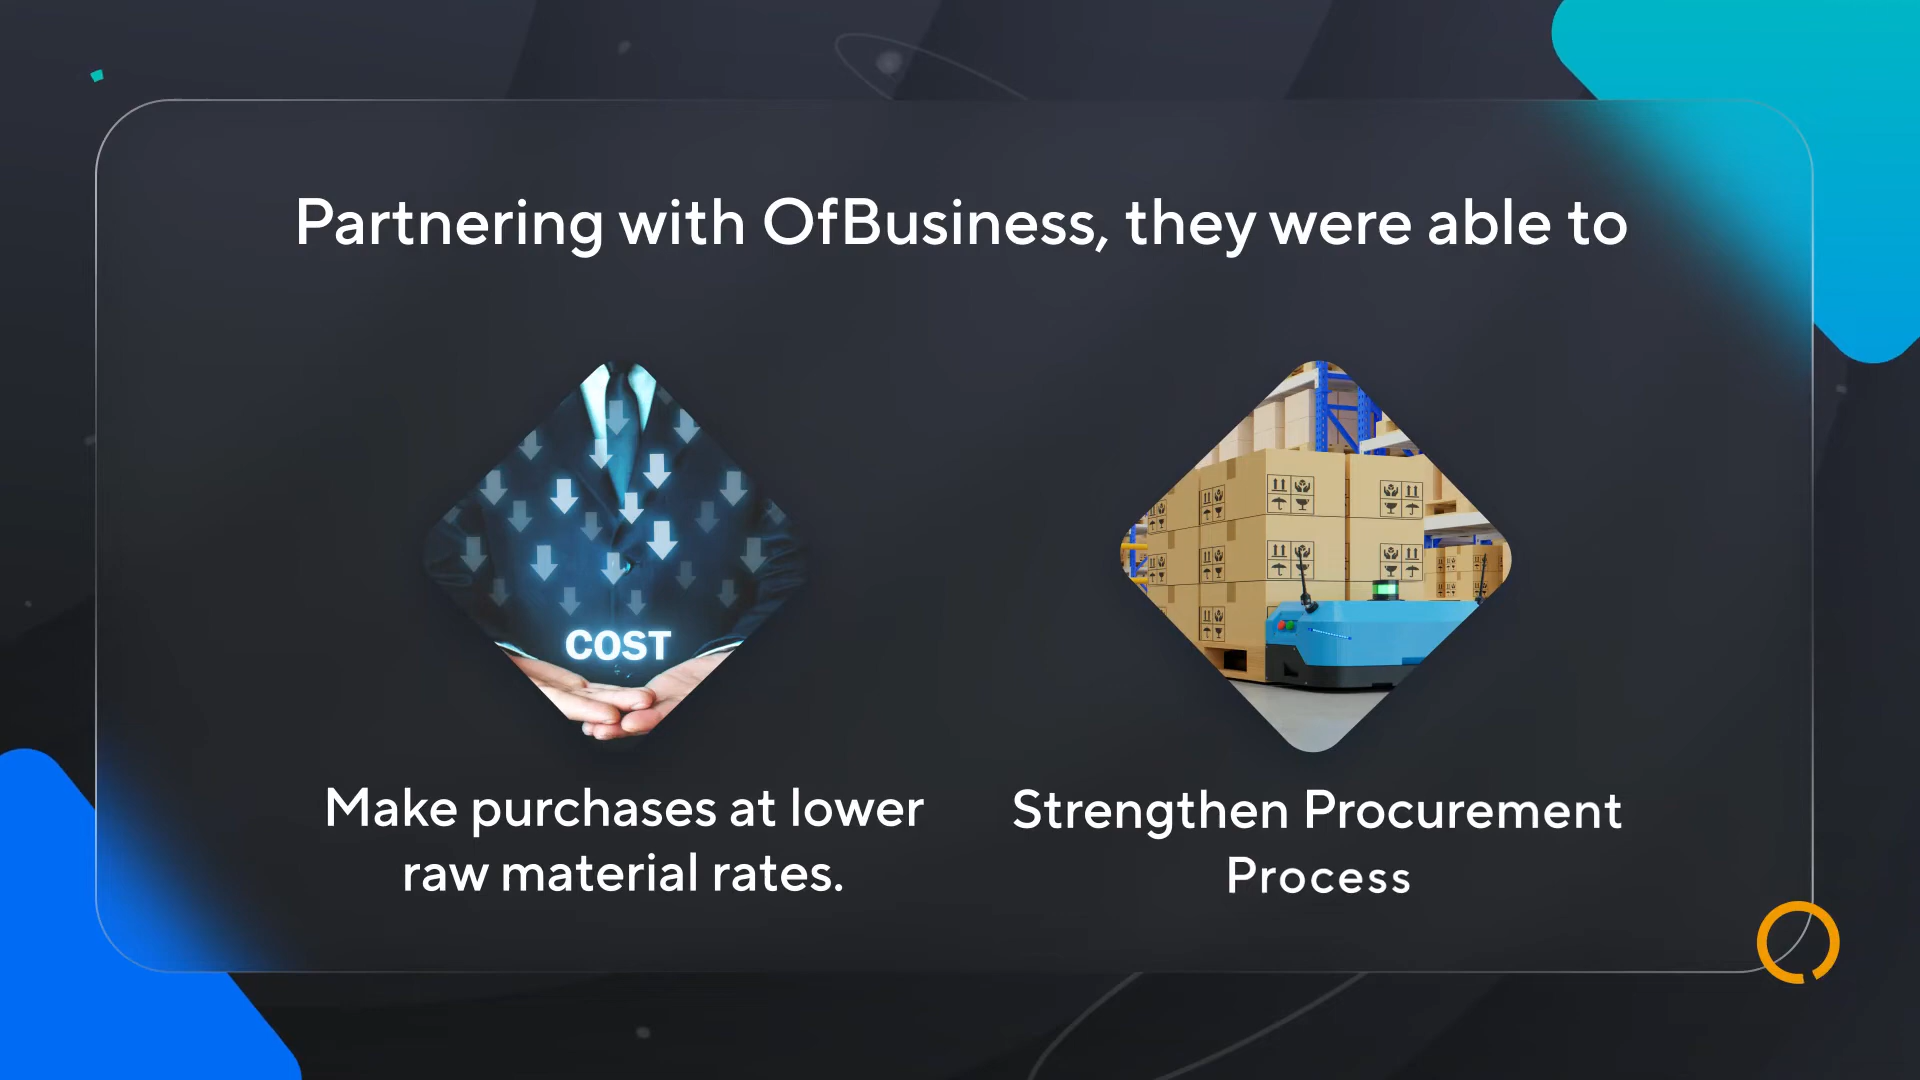 Partnering with OfBusiness, they were able to
COST
Make purchases at lower
raw material rates.
Strengthen Procurement
Process